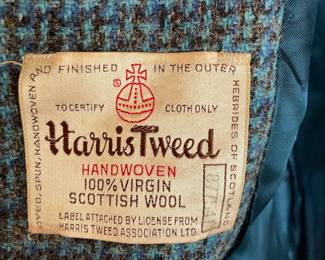 DYED, SPUN, HANDWOVEN AND FINISHED IN THE OUTER HEBRIDES OF SCOTLAND
©
TO CERTIFY CLOTH ONLY
Harris Tweed
HANDWOVEN
100% VIRGIN
SCOTTISH WOOL
LABEL ATTACHED BY LICENSE FROM
HARRIS TWEED ASSOCIATION LTD.